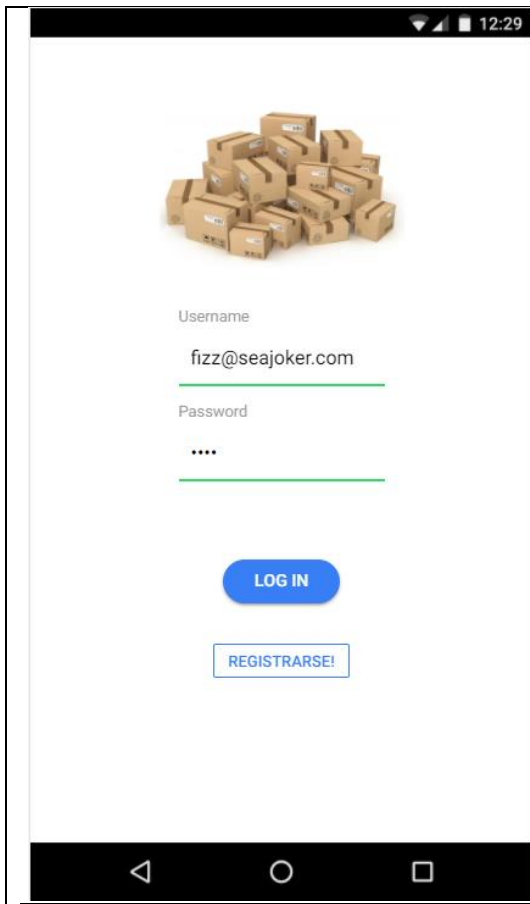 12:29
Username
fizz@seajoker.com
Password
••••
LOG IN
REGISTRARSE!